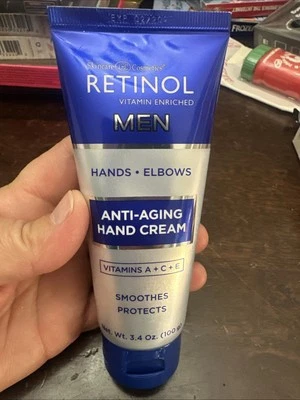 Skincare LdeL Cosmetics
RETINOL
VITAMIN ENRICHED
MEN
HANDS • ELBOWS
ANTI-AGING
HAND CREAM
VITAMINS A + C + E
SMOOTHES
PROTECTS
Net. Wt. 3.4 Oz. (100